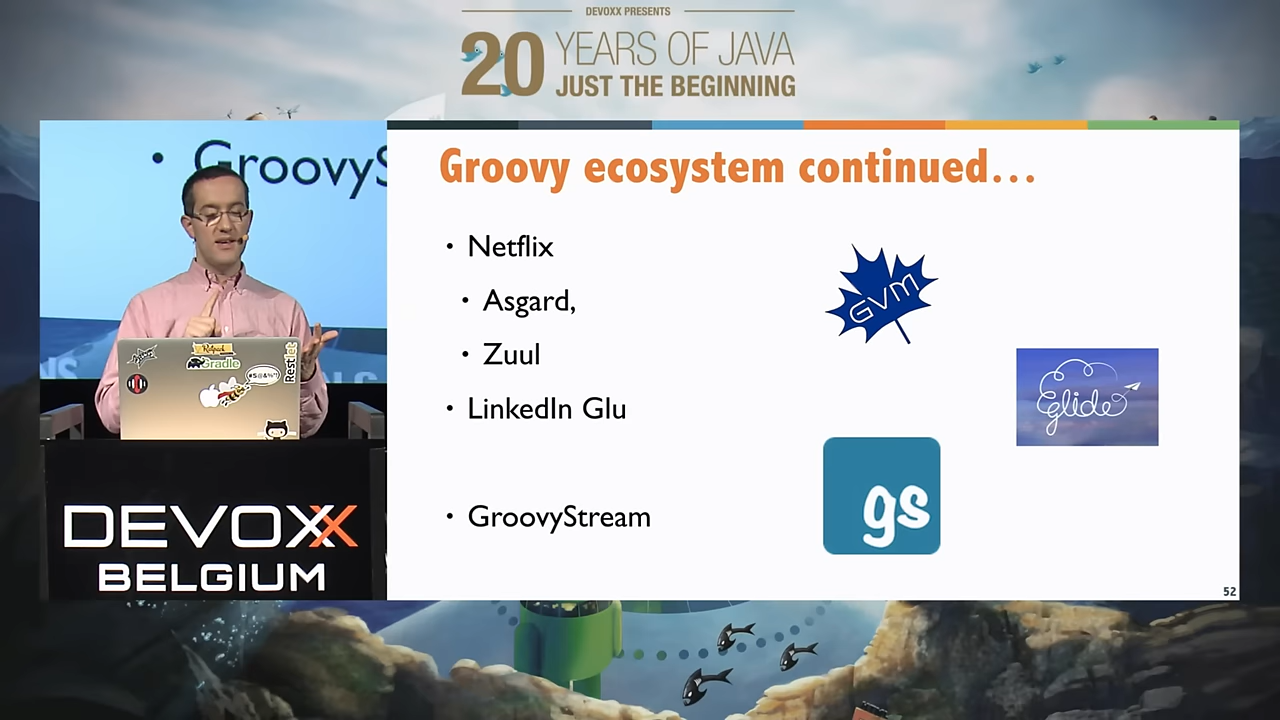 DEVOXX PRESENTS
20 YEARS OF JAVA
JUST THE BEGINNING
• GroovyS
Groovy ecosystem continued…
• Netflix
• Asgard,
• Zuul
• LinkedIn Glu
• GroovyStream
GVM
glide
gs
52
Ratpack
Gradle
#$@&%*!
Restlet
DEVOXX
BELGIUM